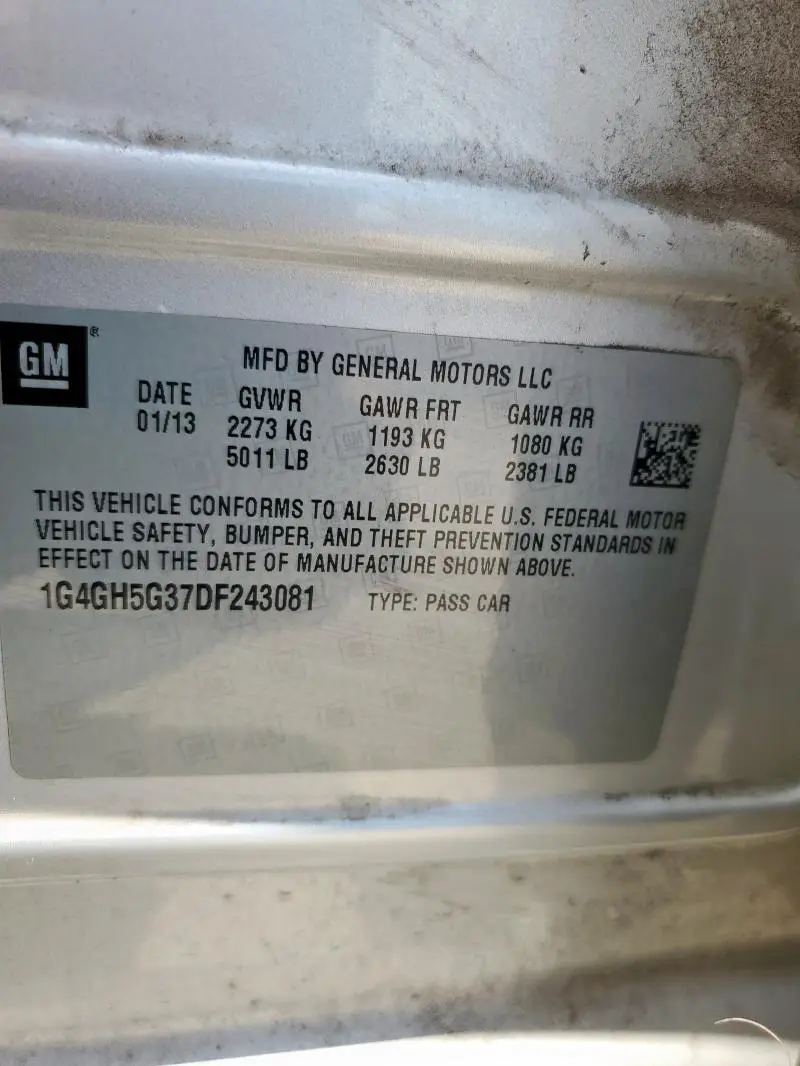 GM®
MFD BY GENERAL MOTORS LLC
DATE GVWR GAWR FRT GAWR RR
01/13 2273 KG 1193 KG 1080 KG
5011 LB 2630 LB 2381 LB
THIS VEHICLE CONFORMS TO ALL APPLICABLE U.S. FEDERAL MOTOR
VEHICLE SAFETY, BUMPER, AND THEFT PREVENTION STANDARDS IN
EFFECT ON THE DATE OF MANUFACTURE SHOWN ABOVE.
1G4GH5G37DF243081 TYPE: PASS CAR